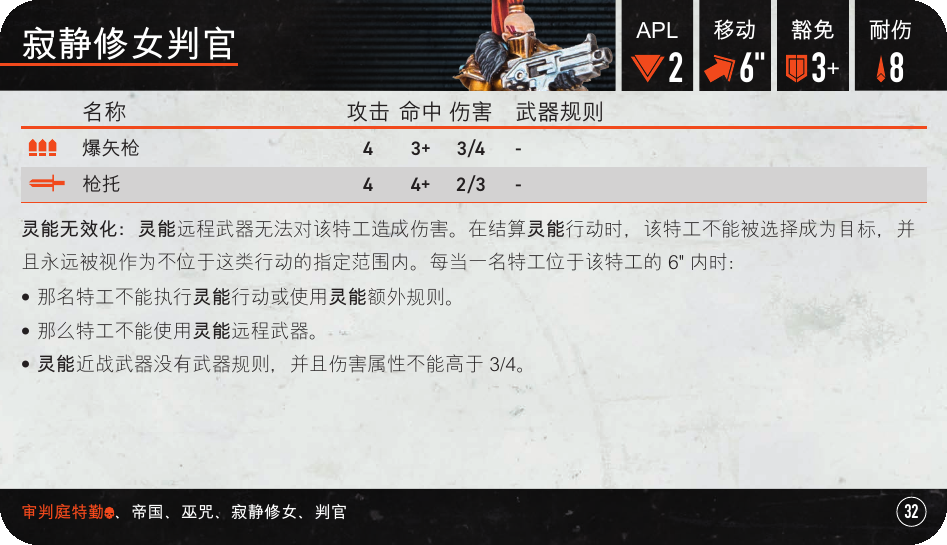 寂静修女判官
APL 移动 豁免 耐伤
2 6" 3+ 8
名称 攻击 命中 伤害 武器规则
爆矢枪 4 3+ 3/4 -
枪托 4 4+ 2/3 -
灵能无效化：灵能远程武器无法对该特工造成伤害。在结算灵能行动时，该特工不能被选择成为目标，并
且永远被视作为不位于这类行动的指定范围内。每当一名特工位于该特工的 6" 内时：
• 那名特工不能执行灵能行动或使用灵能额外规则。
• 那么特工不能使用灵能远程武器。
• 灵能近战武器没有武器规则，并且伤害属性不能高于 3/4。
审判庭特勤、帝国、巫咒、寂静修女、判官
32